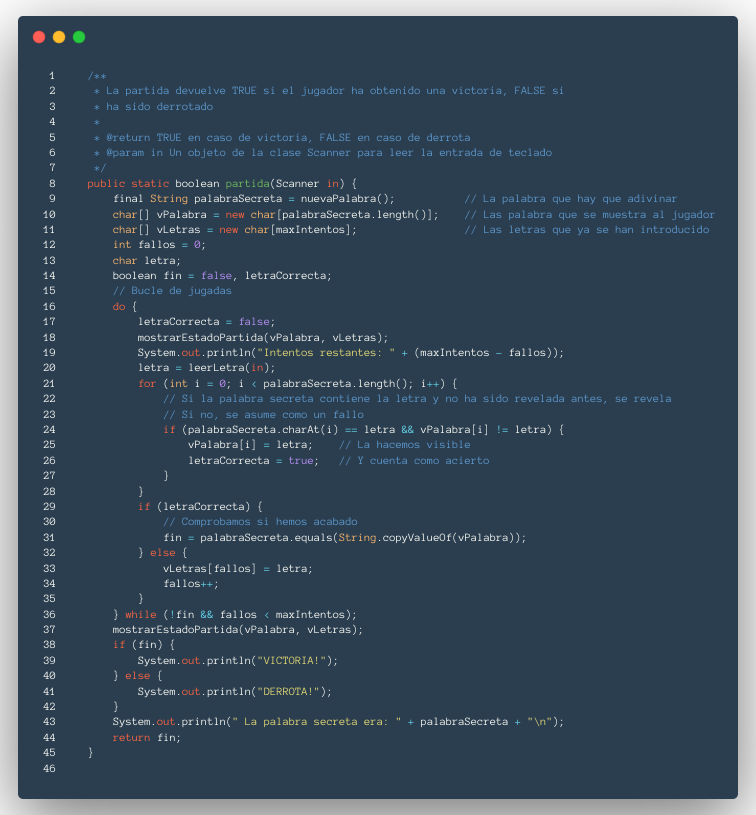 1 /**
2 * La partida devuelve TRUE si el jugador ha obtenido una victoria, FALSE si
3 * ha sido derrotado
4 *
5 * @return TRUE en caso de victoria, FALSE en caso de derrota
6 * @param in Un objeto de la clase Scanner para leer la entrada de teclado
7 */
8 public static boolean partida(Scanner in) {
9 final String palabraSecreta = nuevaPalabra(); // La palabra que hay que adivinar
10 char[] vPalabra = new char[palabraSecreta.length()]; // Las palabra que se muestra al jugador
11 char[] vLetras = new char[maxIntentos]; // Las letras que ya se han introducido
12 int fallos = 0;
13 char letra;
14 boolean fin = false, letraCorrecta;
15 // Bucle de jugadas
16 do {
17 letraCorrecta = false;
18 mostrarEstadoPartida(vPalabra, vLetras);
19 System.out.println("Intentos restantes: " + (maxIntentos - fallos));
20 letra = leerLetra(in);
21 for (int i = 0; i < palabraSecreta.length(); i++) {
22 // Si la palabra secreta contiene la letra y no ha sido revelada antes, se revela
23 // Si no, se asume como un fallo
24 if (palabraSecreta.charAt(i) == letra && vPalabra[i] != letra) {
25 vPalabra[i] = letra; // La hacemos visible
26 letraCorrecta = true; // Y cuenta como acierto
27 }
28 }
29 if (letraCorrecta) {
30 // Comprobamos si hemos acabado
31 fin = palabraSecreta.equals(String.copyValueOf(vPalabra));
32 } else {
33 vLetras[fallos] = letra;
34 fallos++;
35 }
36 } while (!fin && fallos < maxIntentos);
37 mostrarEstadoPartida(vPalabra, vLetras);
38 if (fin) {
39 System.out.println("VICTORIA!");
40 } else {
41 System.out.println("DERROTA!");
42 }
43 System.out.println(" La palabra secreta era: " + palabraSecreta + "\n");
44 return fin;
45 }
46